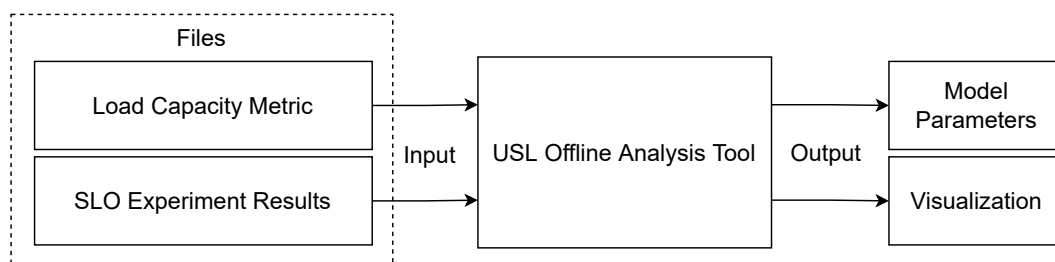 Files
Load Capacity Metric
SLO Experiment Results
Input
USL Offline Analysis Tool
Output
Model
Parameters
Visualization